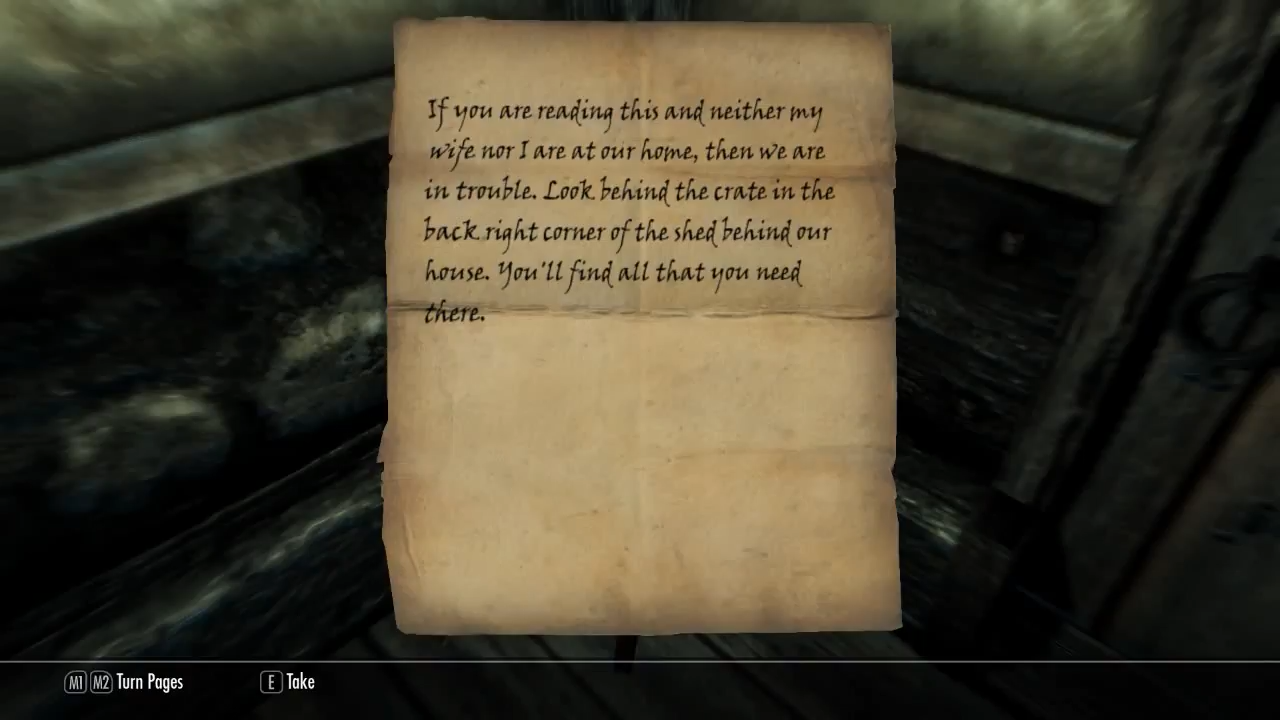 If you are reading this and neither my
wife nor I are at our home, then we are
in trouble. Look behind the crate in the
back right corner of the shed behind our
house. You'll find all that you need
there.
M1 M2 Turn Pages
E Take